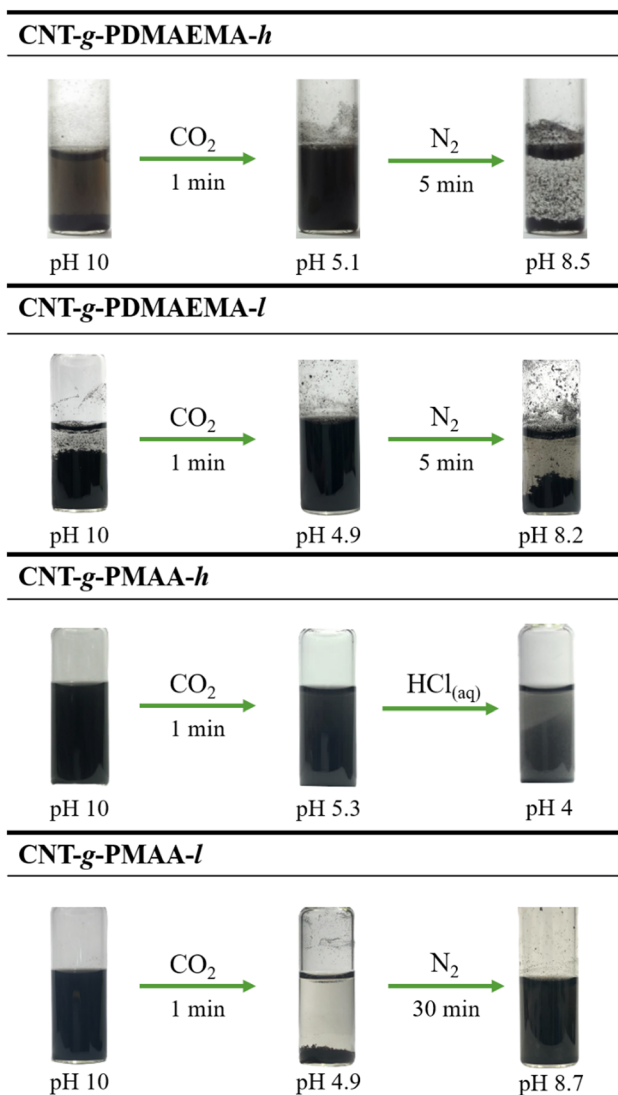 CNT-g-PDMAEMA-h
CO₂
1 min
N₂
5 min
pH 10
pH 5.1
pH 8.5
CNT-g-PDMAEMA-l
CO₂
1 min
N₂
5 min
pH 10
pH 4.9
pH 8.2
CNT-g-PMAA-h
CO₂
1 min
HCl₍aq₎
pH 10
pH 5.3
pH 4
CNT-g-PMAA-l
CO₂
1 min
N₂
30 min
pH 10
pH 4.9
pH 8.7